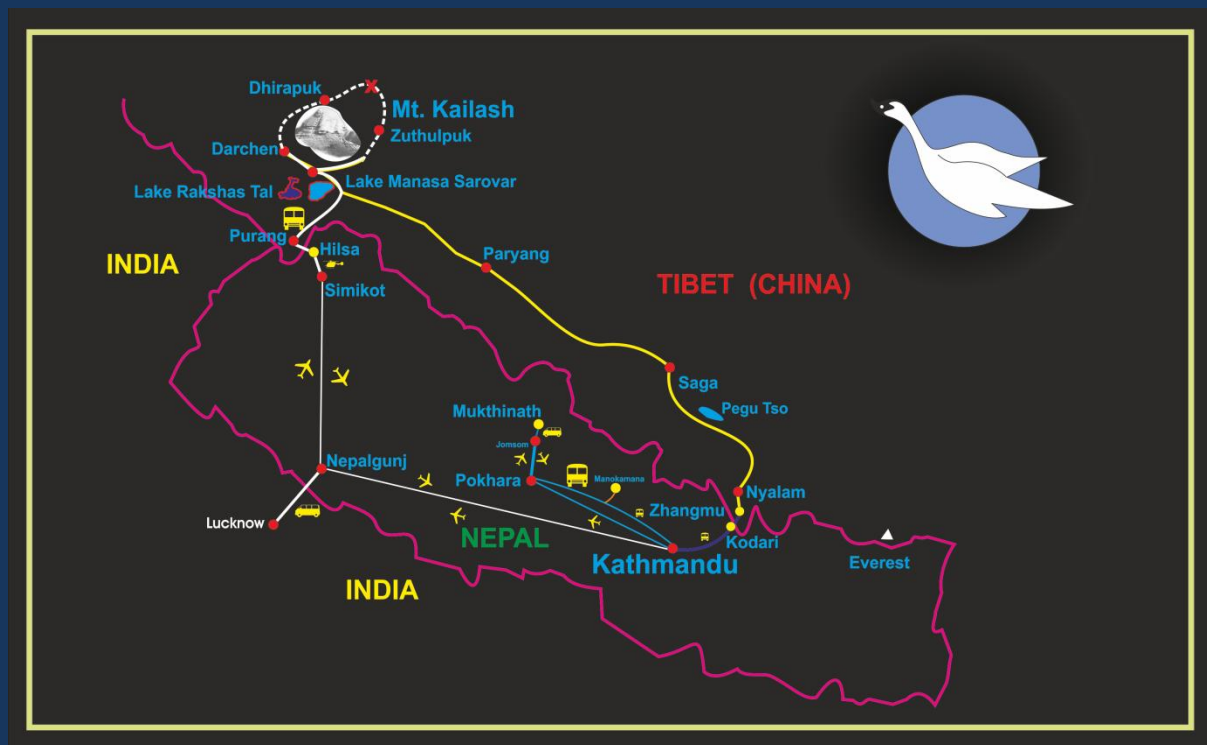 Dhirapuk
X
Mt. Kailash
Zuthulpuk
Darchen
Lake Manasa Sarovar
Lake Rakshas Tal
Purang
Hilsa
INDIA
Paryang
Simikot
TIBET (CHINA)
Saga
Pegu Tso
Mukthinath
Jomsom
Nepalgunj
Pokhara
Manokamana
Nyalam
Zhangmu
Lucknow
NEPAL
Kodari
Kathmandu
Everest
INDIA